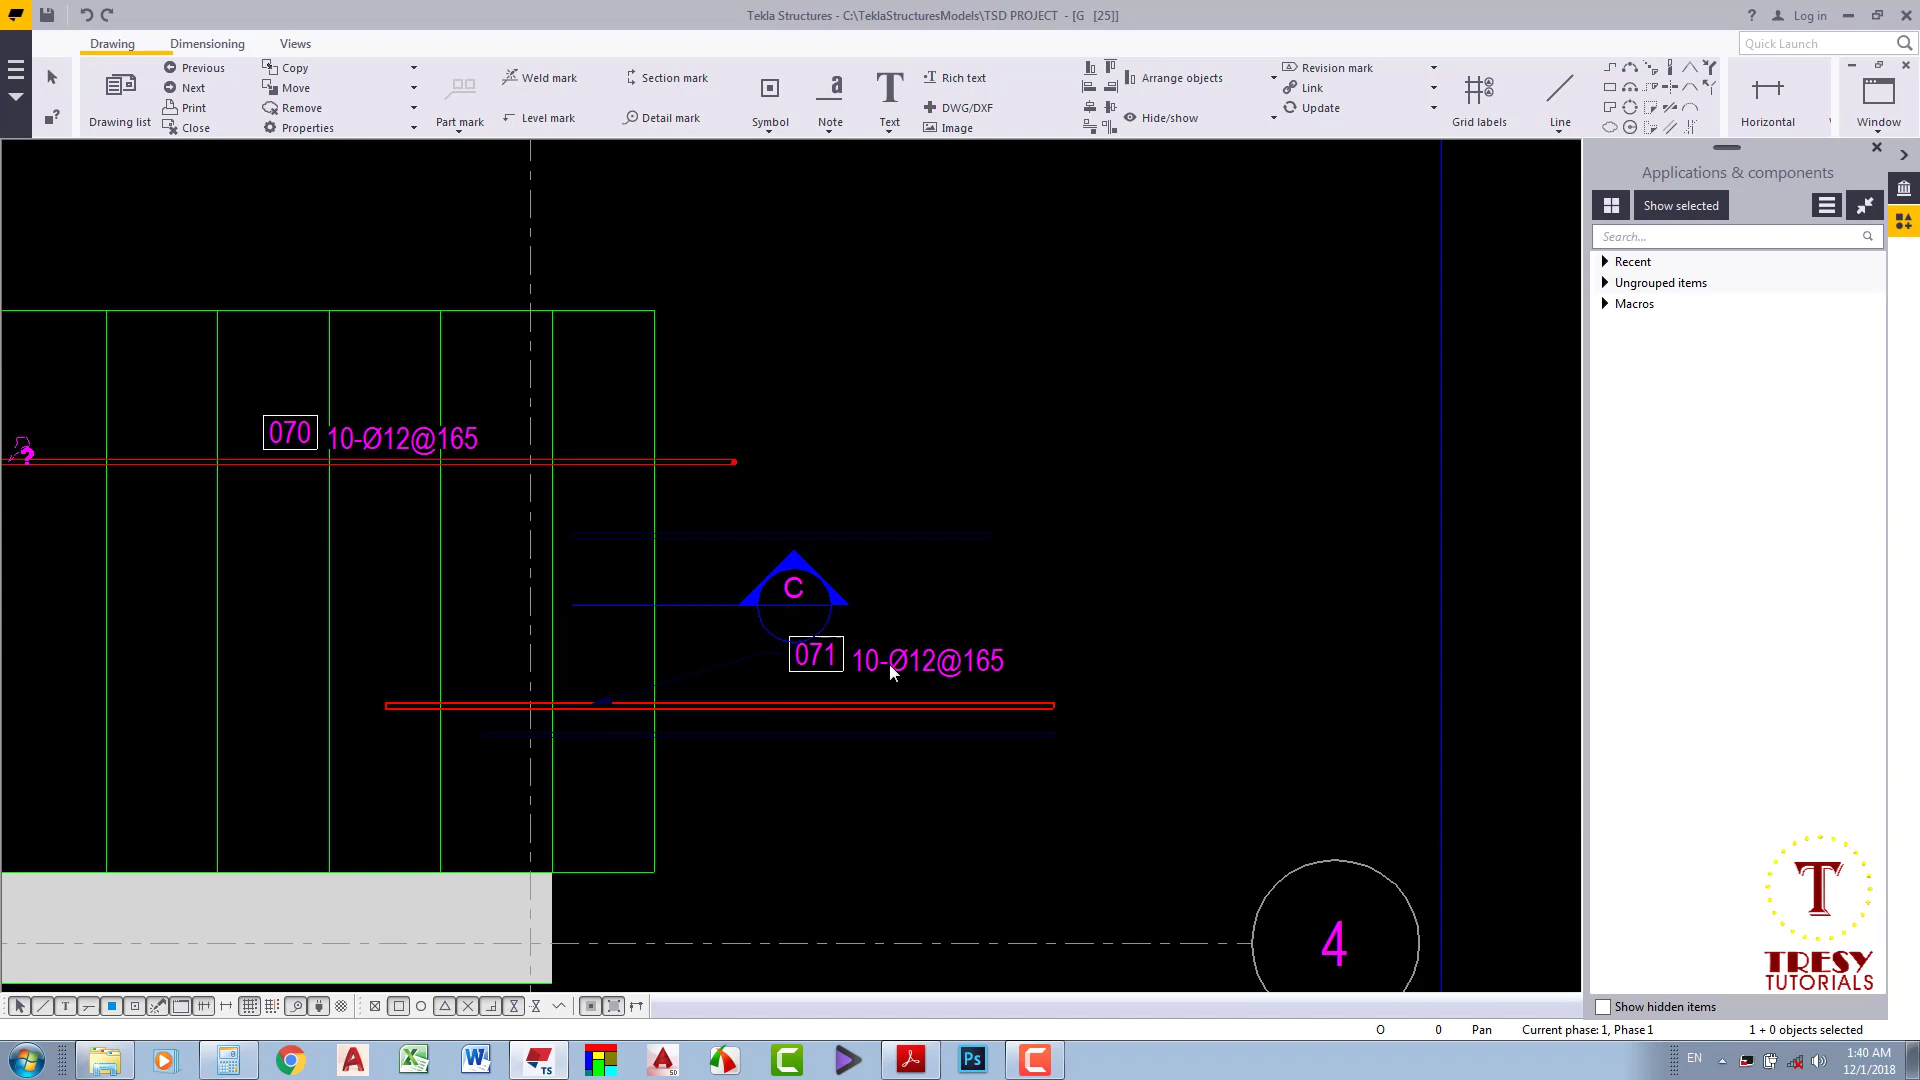 Tekla Structures - C:\TeklaStructuresModels\TSD PROJECT - [G [25]]
? Log in
Drawing Dimensioning Views
Quick Launch
Drawing list
Previous
Next
Print
Close
Copy
Move
Remove
Properties
Part mark
Weld mark
Level mark
Section mark
Detail mark
Symbol
Note
Text
Rich text
DWG/DXF
Image
Arrange objects
Hide/show
Revision mark
Link
Update
Grid labels
Line
Horizontal
Window
Applications & components
Show selected
Search...
Recent
Ungrouped items
Macros
070 10-Ø12@165
?
C
071 10-Ø12@165
4
T
TRESY
TUTORIALS
Show hidden items
O 0 Pan Current phase: 1, Phase 1 1 + 0 objects selected
TS
SD
Ps
EN
1:40 AM
12/1/2018